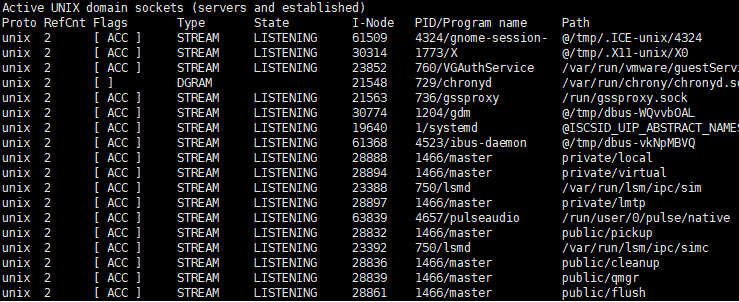 Active UNIX domain sockets (servers and established)
Proto RefCnt Flags       Type       State         I-Node   PID/Program name     Path
unix  2      [ ACC ]     STREAM     LISTENING     61509    4324/gnome-session-  @/tmp/.ICE-unix/4324
unix  2      [ ACC ]     STREAM     LISTENING     30314    1773/X               @/tmp/.X11-unix/X0
unix  2      [ ACC ]     STREAM     LISTENING     23852    760/VGAuthService    /var/run/vmware/guestServ
unix  2      [ ]         DGRAM                    21548    729/chronyd          /var/run/chrony/chronyd.so
unix  2      [ ACC ]     STREAM     LISTENING     21563    736/gssproxy         /run/gssproxy.sock
unix  2      [ ACC ]     STREAM     LISTENING     30774    1204/gdm             @/tmp/dbus-WQvvbOAL
unix  2      [ ACC ]     STREAM     LISTENING     19640    1/systemd            @ISCSID_UIP_ABSTRACT_NAMES
unix  2      [ ACC ]     STREAM     LISTENING     61368    4523/ibus-daemon     @/tmp/dbus-vkNpMBVQ
unix  2      [ ACC ]     STREAM     LISTENING     28888    1466/master          private/local
unix  2      [ ACC ]     STREAM     LISTENING     28894    1466/master          private/virtual
unix  2      [ ACC ]     STREAM     LISTENING     23388    750/lsmd             /var/run/lsm/ipc/sim
unix  2      [ ACC ]     STREAM     LISTENING     28897    1466/master          private/lmtp
unix  2      [ ACC ]     STREAM     LISTENING     63839    4657/pulseaudio      /run/user/0/pulse/native
unix  2      [ ACC ]     STREAM     LISTENING     28832    1466/master          public/pickup
unix  2      [ ACC ]     STREAM     LISTENING     23392    750/lsmd             /var/run/lsm/ipc/simc
unix  2      [ ACC ]     STREAM     LISTENING     28836    1466/master          public/cleanup
unix  2      [ ACC ]     STREAM     LISTENING     28839    1466/master          public/qmgr
unix  2      [ ACC ]     STREAM     LISTENING     28861    1466/master          public/flush